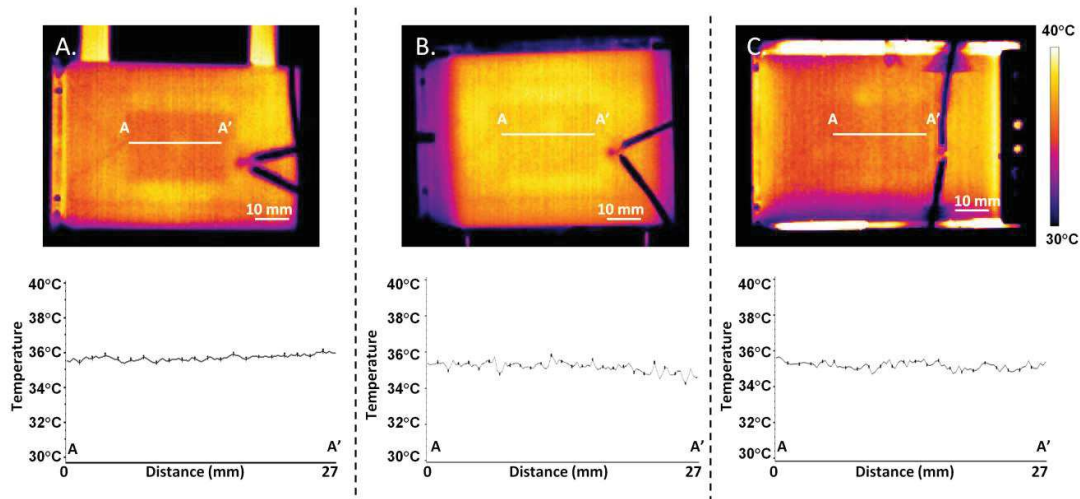 A.
A A'
10 mm
B.
A A'
10 mm
C.
A A'
10 mm
40°C
30°C
40°C
38°C
36°C
34°C
32°C
30°C
Temperature
A A'
0 Distance (mm) 27
40°C
38°C
36°C
34°C
32°C
30°C
Temperature
A A'
0 Distance (mm) 27
40°C
38°C
36°C
34°C
32°C
30°C
Temperature
A A'
0 Distance (mm) 27